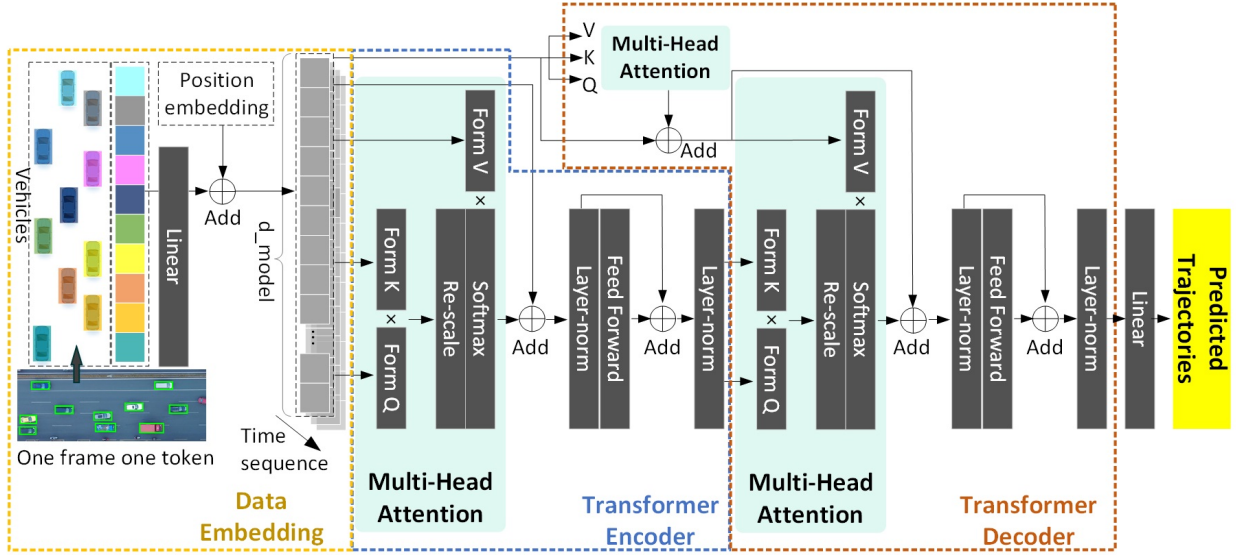 Vehicles
Position
embedding
Linear
Add
d_model
One frame one token
Time
sequence
Data
Embedding
Form V
×
Form K
×
Form Q
Re-scale
Softmax
Multi-Head
Attention
Add
Layer-norm
Feed Forward
Add
Layer-norm
Transformer
Encoder
V
K
Q
Multi-Head
Attention
Add
Form V
×
Form K
×
Form Q
Re-scale
Softmax
Multi-Head
Attention
Add
Layer-norm
Feed Forward
Add
Layer-norm
Transformer
Decoder
Linear
Predicted
Trajectories